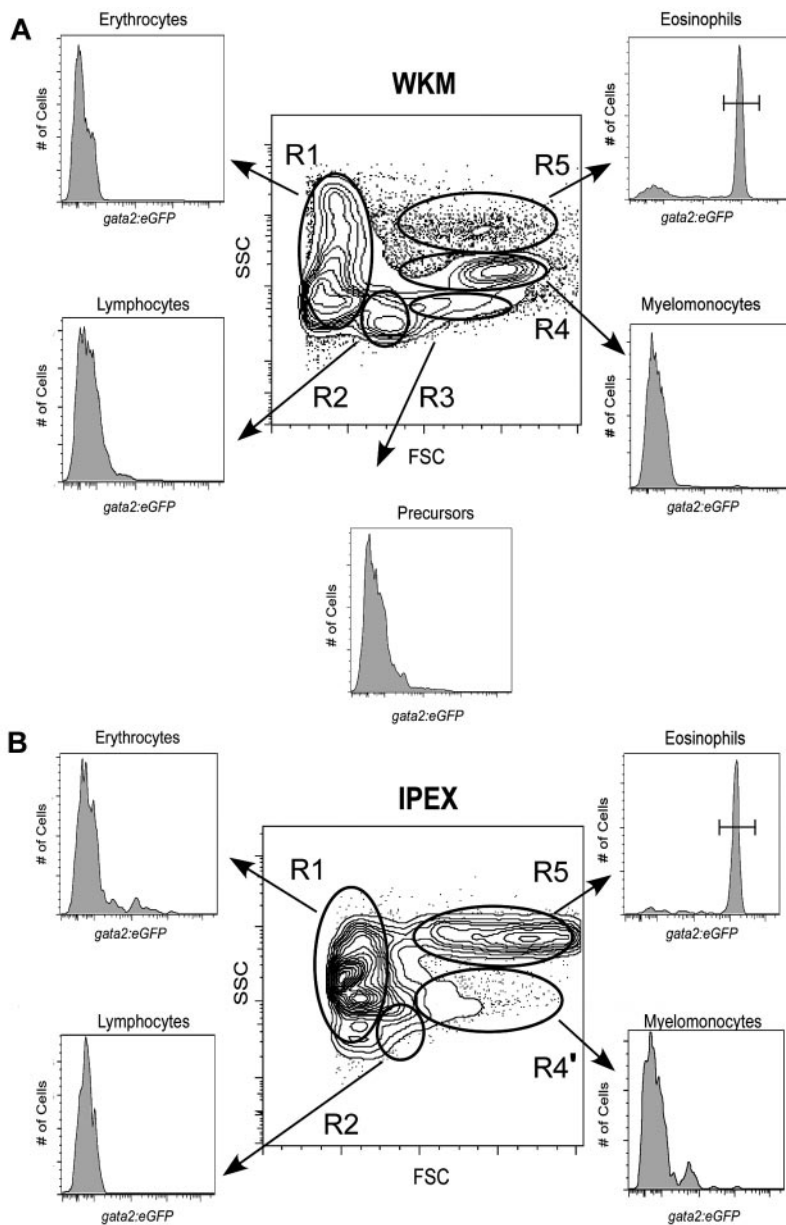 A
Erythrocytes
# of Cells
gata2:eGFP
WKM
Eosinophils
# of Cells
gata2:eGFP
R1
R5
SSC
R4
R2
R3
FSC
Lymphocytes
# of Cells
gata2:eGFP
Myelomonocytes
# of Cells
gata2:eGFP
Precursors
# of Cells
gata2:eGFP
B
Erythrocytes
# of Cells
gata2:eGFP
IPEX
Eosinophils
# of Cells
gata2:eGFP
R1
R5
SSC
R4'
R2
FSC
Lymphocytes
# of Cells
gata2:eGFP
Myelomonocytes
# of Cells
gata2:eGFP